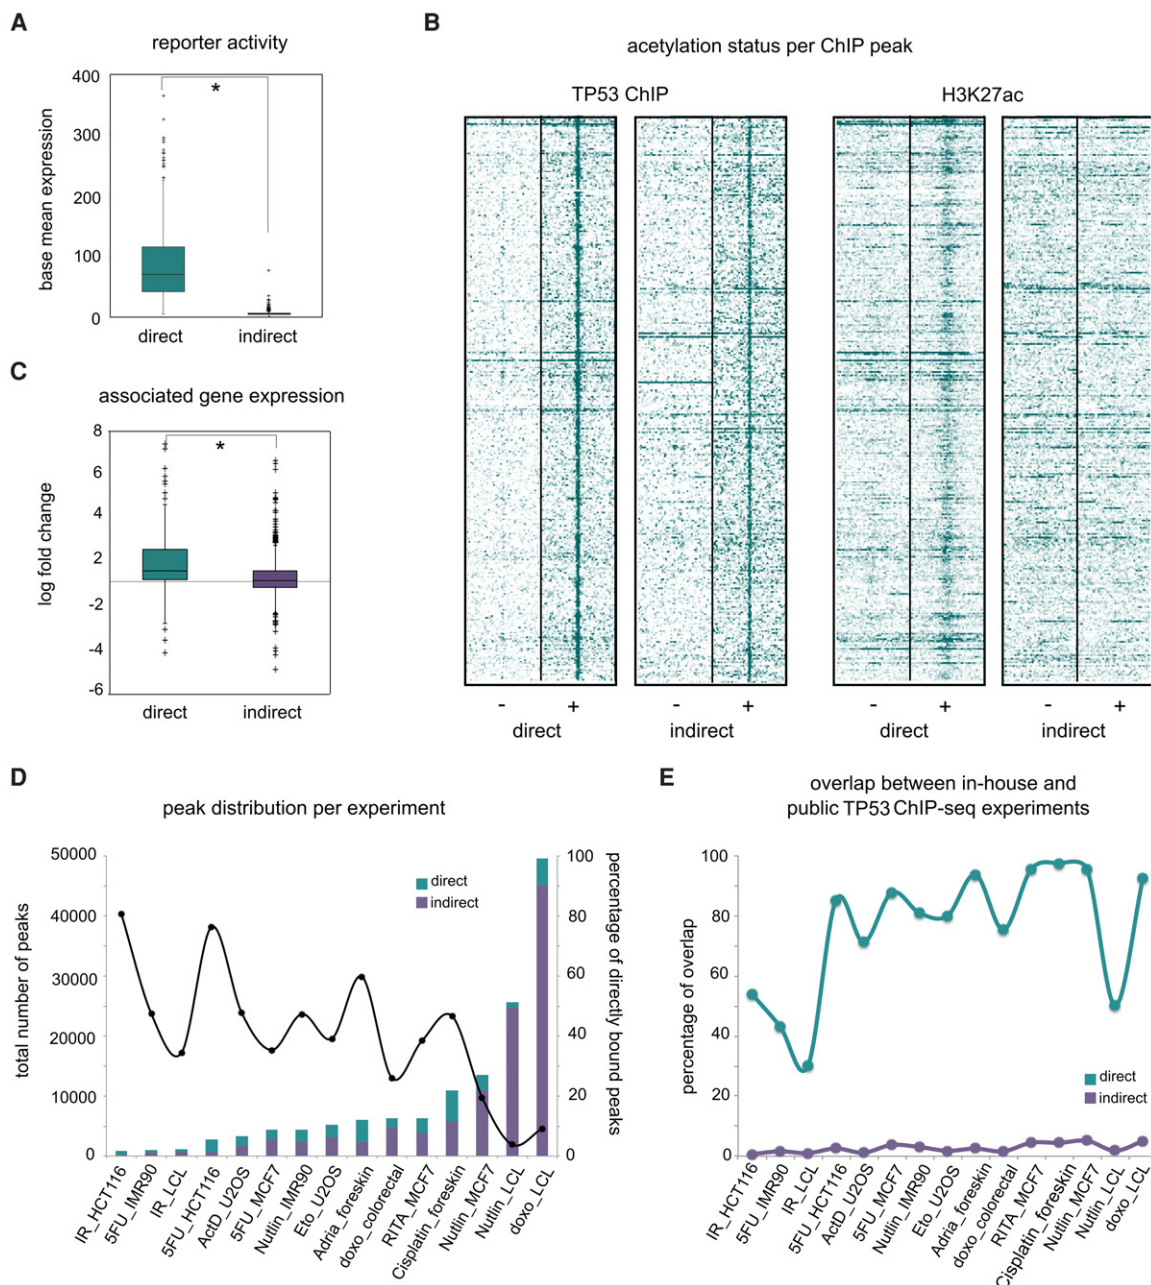 A
reporter activity
base mean expression
400
300
200
100
0
*
direct
indirect
B
acetylation status per ChIP peak
TP53 ChIP
H3K27ac
-
+
-
+
-
+
-
+
direct
indirect
direct
indirect
C
associated gene expression
log fold change
8
6
4
2
-2
-4
-6
*
direct
indirect
D
peak distribution per experiment
total number of peaks
50000
40000
30000
20000
10000
0
direct
indirect
100
80
60
40
20
0
percentage of directly bound peaks
IR_HCT116
5FU_IMR90
IR_LCL
5FU_HCT116
ActD_U2OS
5FU_MCF7
Nutlin_IMR90
Eto_U2OS
Adria_foreskin
doxo_colorectal
RITA_MCF7
Cisplatin_foreskin
Nutlin_MCF7
Nutlin_LCL
doxo_LCL
E
overlap between in-house and
public TP53 ChIP-seq experiments
percentage of overlap
100
80
60
40
20
0
direct
indirect
IR_HCT116
5FU_IMR90
IR_LCL
5FU_HCT116
ActD_U2OS
5FU_MCF7
Nutlin_IMR90
Eto_U2OS
Adria_foreskin
doxo_colorectal
RITA_MCF7
Cisplatin_foreskin
Nutlin_MCF7
Nutlin_LCL
doxo_LCL